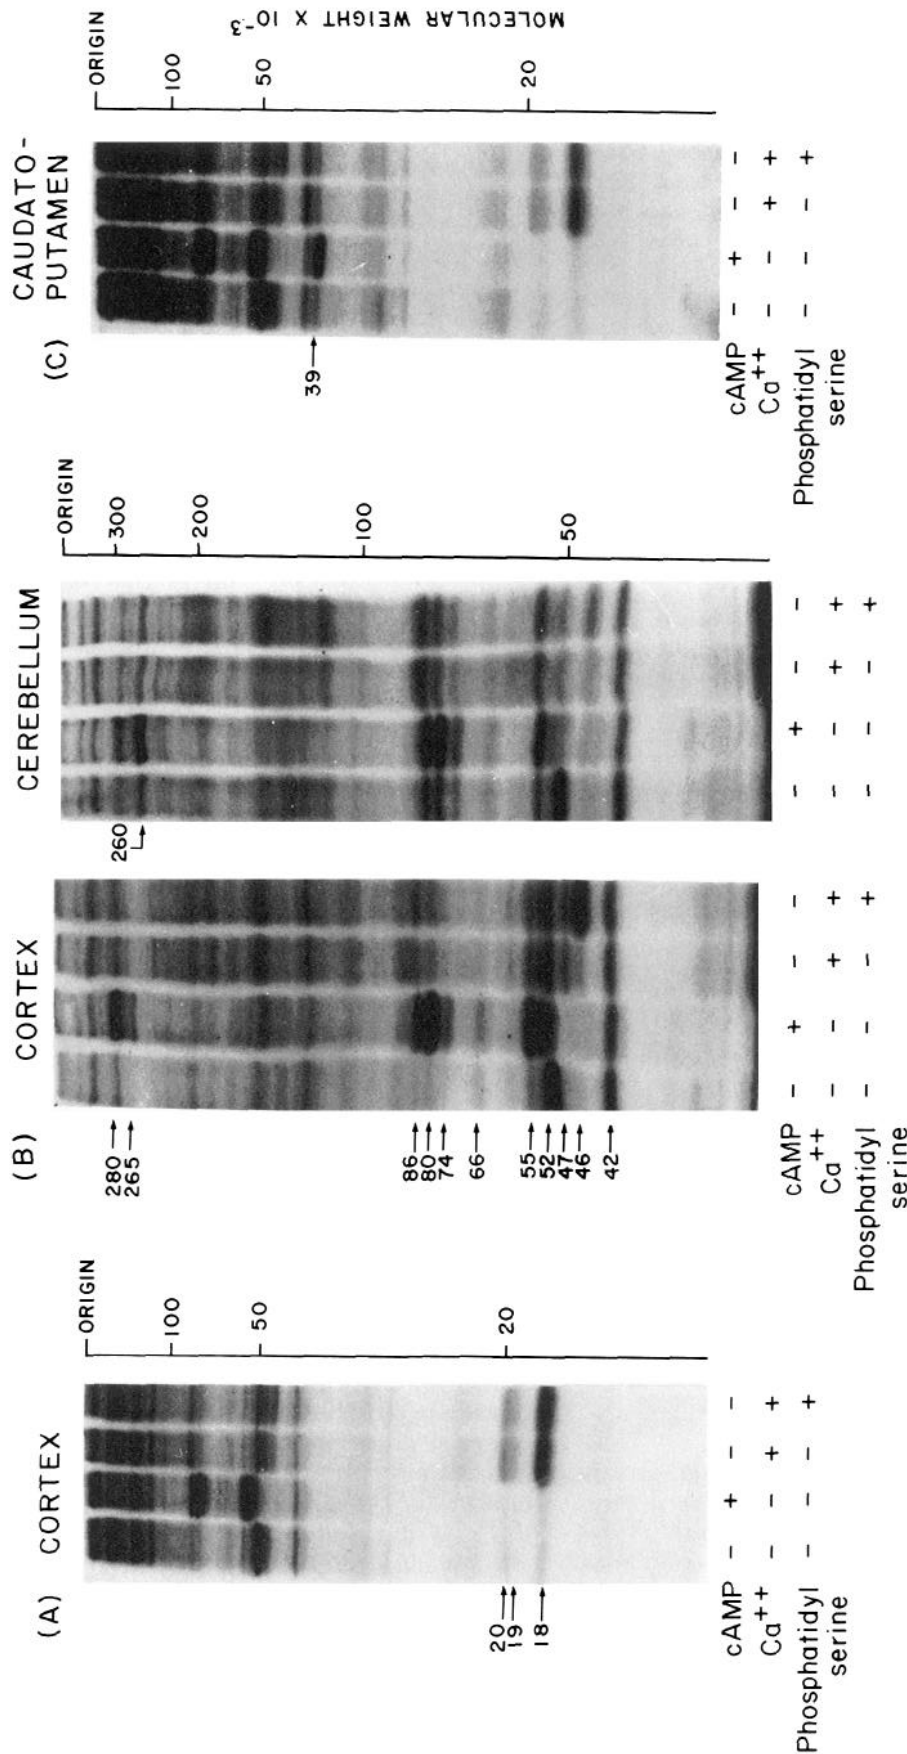 (A) CORTEX
ORIGIN
100
50
20
20
19
18
cAMP − + − −
Ca++ − − + +
Phosphatidyl serine − − − +
(B) CORTEX
280
265
86
80
74
66
55
52
47
46
42
cAMP − + − −
Ca++ − − + +
Phosphatidyl serine − − − +
CEREBELLUM
260
ORIGIN
300
200
100
50
− + − −
− − + +
− − − +
(C) CAUDATO-
PUTAMEN
39
ORIGIN
100
50
20
MOLECULAR WEIGHT X 10-3
cAMP − + − −
Ca++ − − + +
Phosphatidyl serine − − − +